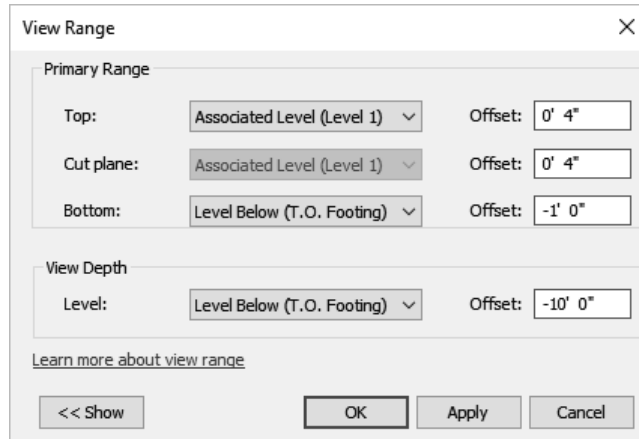 View Range
Primary Range
Top: Associated Level (Level 1) Offset: 0' 4"
Cut plane: Associated Level (Level 1) Offset: 0' 4"
Bottom: Level Below (T.O. Footing) Offset: -1' 0"
View Depth
Level: Level Below (T.O. Footing) Offset: -10' 0"
Learn more about view range
<< Show OK Apply Cancel